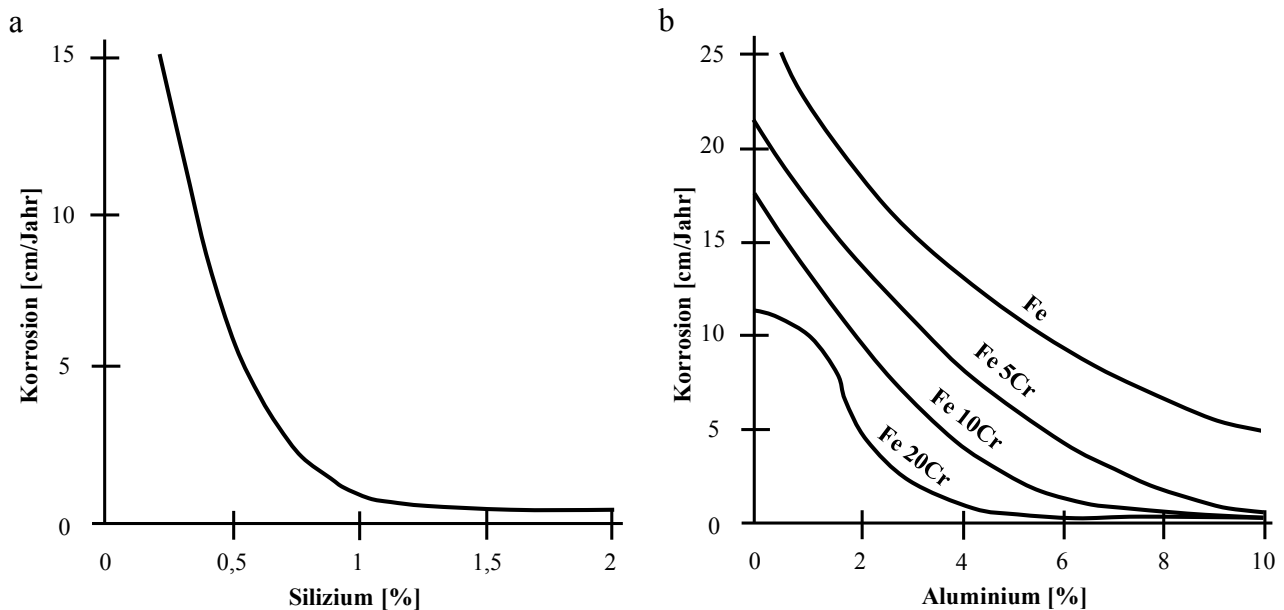 a
15
10
5
0
Korrosion [cm/Jahr]
0
0,5
1
1,5
2
Silizium [%]
b
25
20
15
10
5
0
Korrosion [cm/Jahr]
Fe
Fe 5Cr
Fe 10Cr
Fe 20Cr
0
2
4
6
8
10
Aluminium [%]